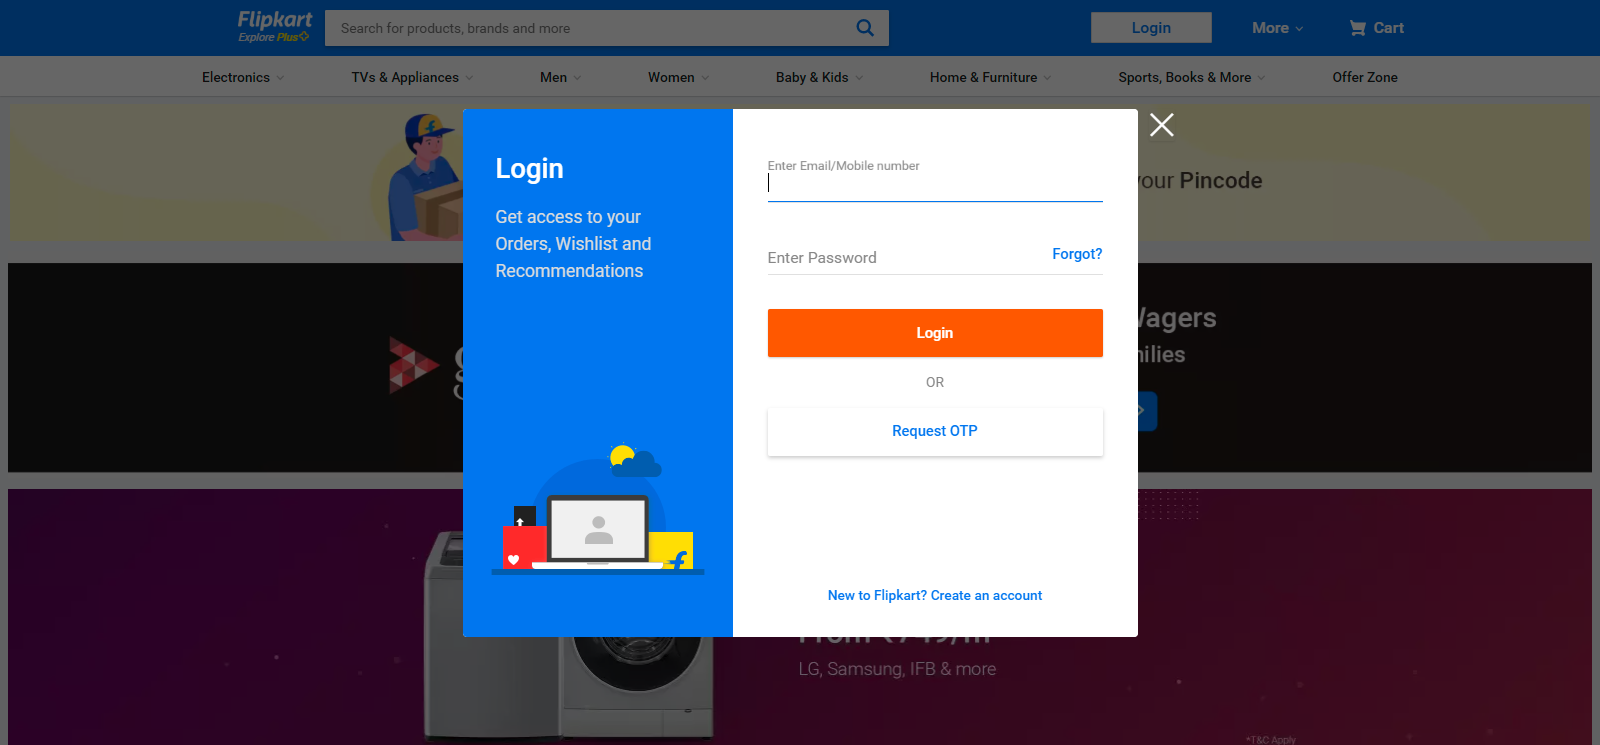 Flipkart
Explore Plus
Search for products, brands and more
Login
More
Cart
Electronics
TVs & Appliances
Men
Women
Baby & Kids
Home & Furniture
Sports, Books & More
Offer Zone
your Pincode
Login
Get access to your
Orders, Wishlist and
Recommendations
Enter Email/Mobile number
Enter Password
Forgot?
Login
OR
Request OTP
New to Flipkart? Create an account
Wagers
LG, Samsung, IFB & more
*T&C Apply